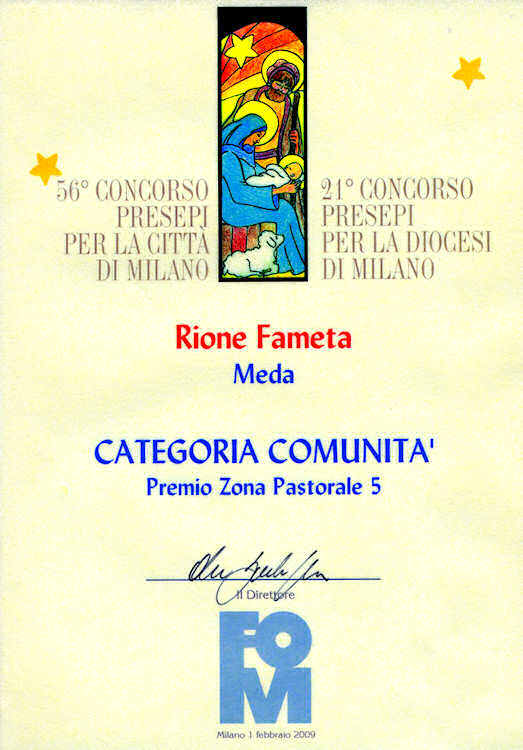 56° CONCORSO
PRESEPI
PER LA CITTÀ
DI MILANO
21° CONCORSO
PRESEPI
PER LA DIOCESI
DI MILANO
Rione Fameta
Meda
CATEGORIA COMUNITA'
Premio Zona Pastorale 5
Il Direttore
FOM
Milano 1 febbraio 2009